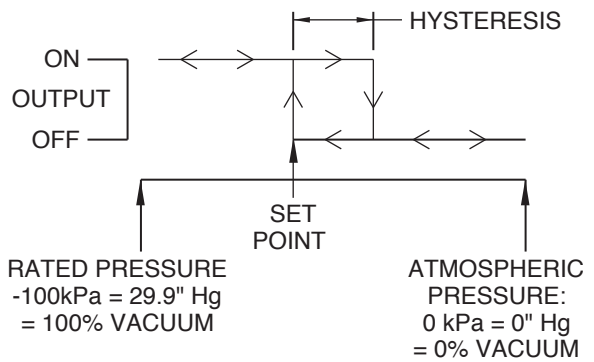 HYSTERESIS
ON
OUTPUT
OFF
SET
POINT
RATED PRESSURE
-100kPa = 29.9" Hg
= 100% VACUUM
ATMOSPHERIC
PRESSURE:
0 kPa = 0" Hg
= 0% VACUUM